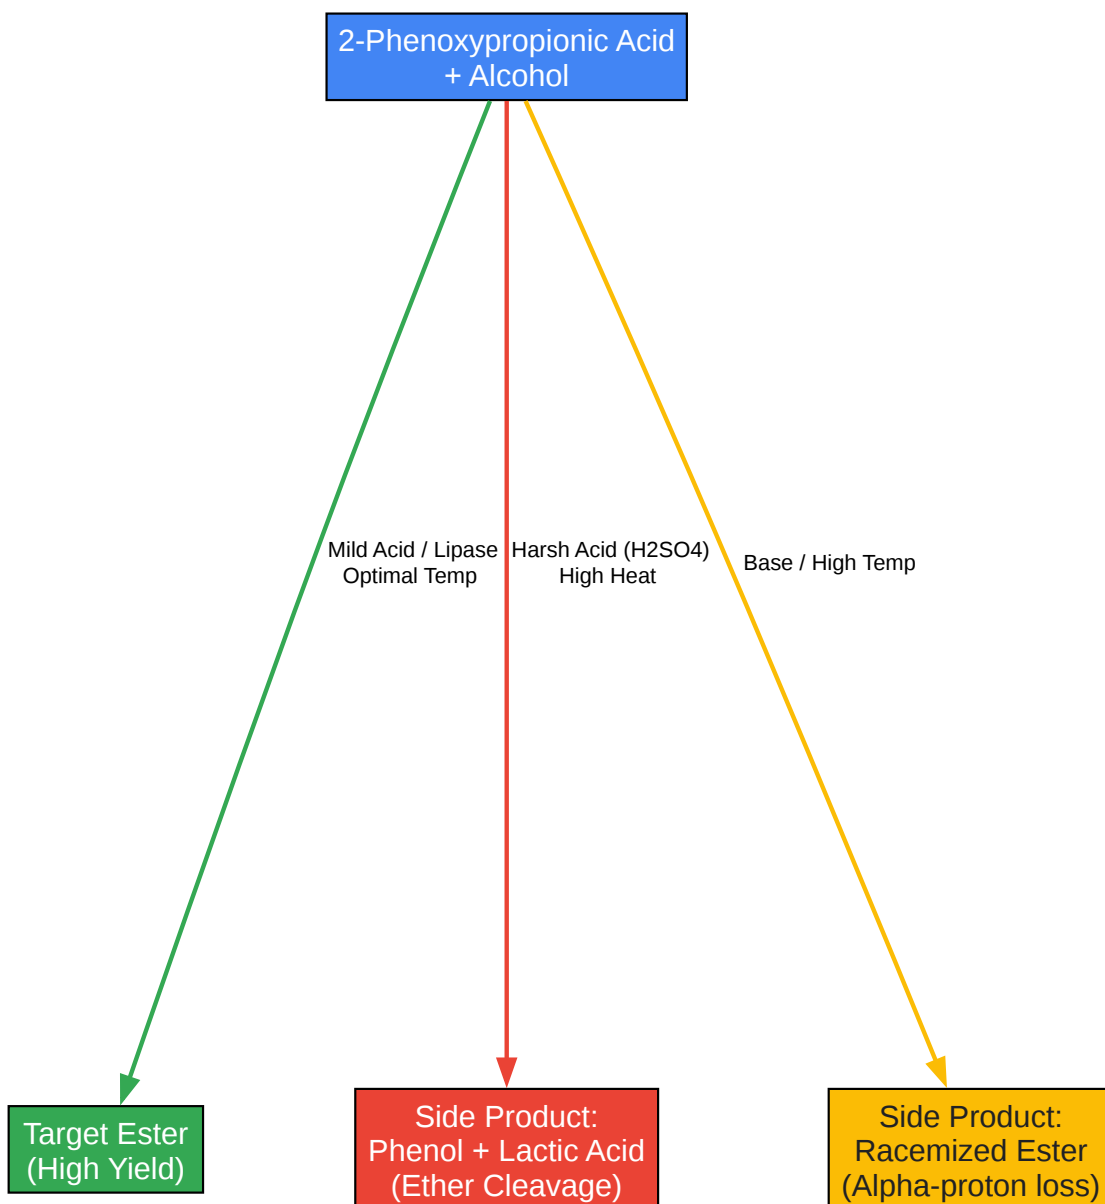 2-Phenoxypropionic Acid
+ Alcohol
Mild Acid / Lipase
Optimal Temp
Harsh Acid (H2SO4)
High Heat
Base / High Temp
Target Ester
(High Yield)
Side Product:
Phenol + Lactic Acid
(Ether Cleavage)
Side Product:
Racemized Ester
(Alpha-proton loss)